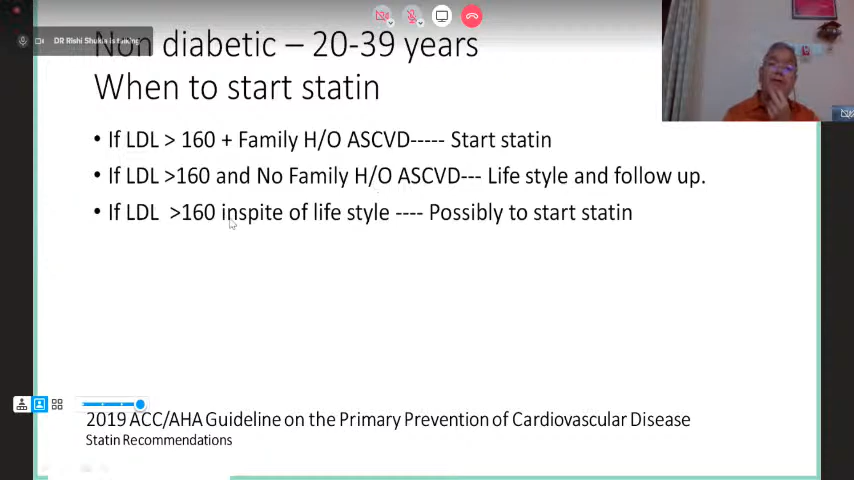 DR Rishi Shukla is talking
Non diabetic – 20-39 years
When to start statin
• If LDL > 160 + Family H/O ASCVD----- Start statin
• If LDL >160 and No Family H/O ASCVD--- Life style and follow up.
• If LDL >160 inspite of life style ---- Possibly to start statin
2019 ACC/AHA Guideline on the Primary Prevention of Cardiovascular Disease
Statin Recommendations